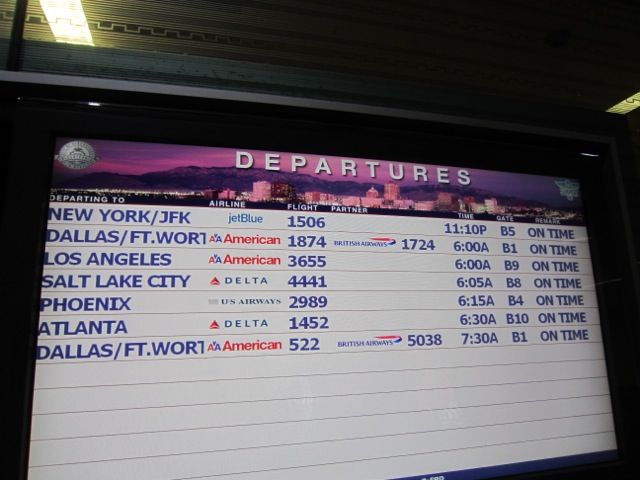 DEPARTURES
DEPARTING TO AIRLINE FLIGHT PARTNER TIME GATE REMARK
NEW YORK/JFK jetBlue 1506 11:10P B5 ON TIME
DALLAS/FT.WORT AA American 1874 BRITISH AIRWAYS 1724 6:00A B1 ON TIME
LOS ANGELES AA American 3655 6:00A B9 ON TIME
SALT LAKE CITY DELTA 4441 6:05A B8 ON TIME
PHOENIX US AIRWAYS 2989 6:15A B4 ON TIME
ATLANTA DELTA 1452 6:30A B10 ON TIME
DALLAS/FT.WORT AA American 522 BRITISH AIRWAYS 5038 7:30A B1 ON TIME